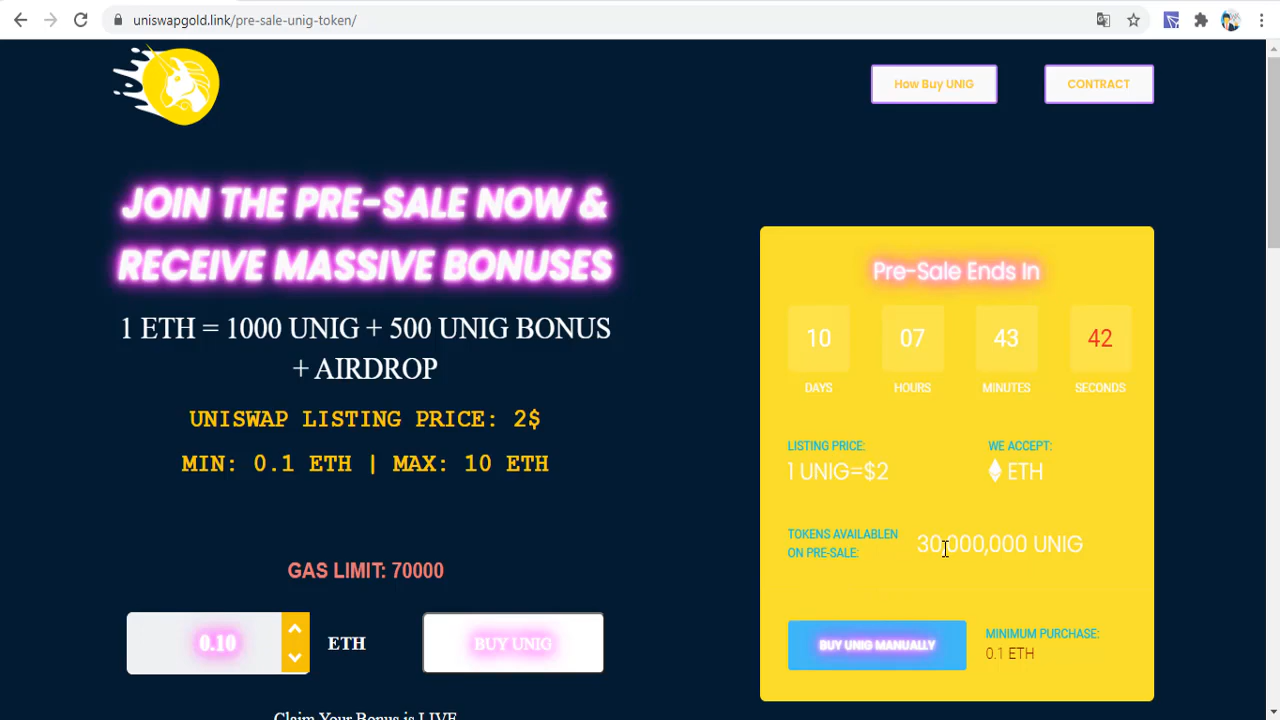 uniswapgold.link/pre-sale-unig-token/
How Buy UNIG
CONTRACT
JOIN THE PRE-SALE NOW &
RECEIVE MASSIVE BONUSES
1 ETH = 1000 UNIG + 500 UNIG BONUS
+ AIRDROP
UNISWAP LISTING PRICE: 2$
MIN: 0.1 ETH | MAX: 10 ETH
GAS LIMIT: 70000
0.10
ETH
BUY UNIG
Claim Your Bonus is LIVE
Pre-Sale Ends In
10
07
43
42
DAYS
HOURS
MINUTES
SECONDS
LISTING PRICE:
1 UNIG=$2
WE ACCEPT:
ETH
TOKENS AVAILABLEN
ON PRE-SALE:
30,000,000 UNIG
BUY UNIG MANUALLY
MINIMUM PURCHASE:
0.1 ETH